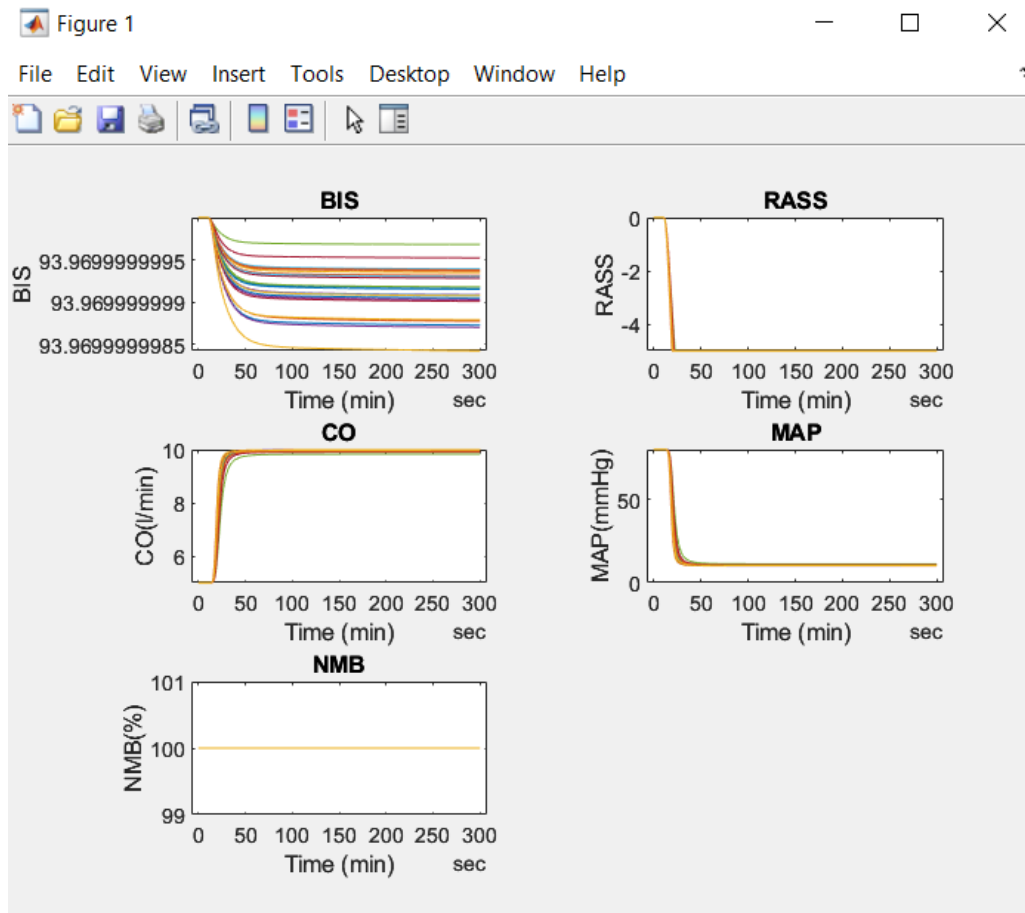 Figure 1
File Edit View Insert Tools Desktop Window Help
BIS
BIS
93.9699999995
93.969999999
93.9699999985
0 50 100 150 200 250 300
Time (min)
sec
RASS
RASS
0
-2
-4
0 50 100 150 200 250 300
Time (min)
sec
CO
CO(l/min)
10
8
6
0 50 100 150 200 250 300
Time (min)
sec
MAP
MAP(mmHg)
50
0
0 50 100 150 200 250 300
Time (min)
sec
NMB
NMB(%)
101
100
99
0 50 100 150 200 250 300
Time (min)
sec